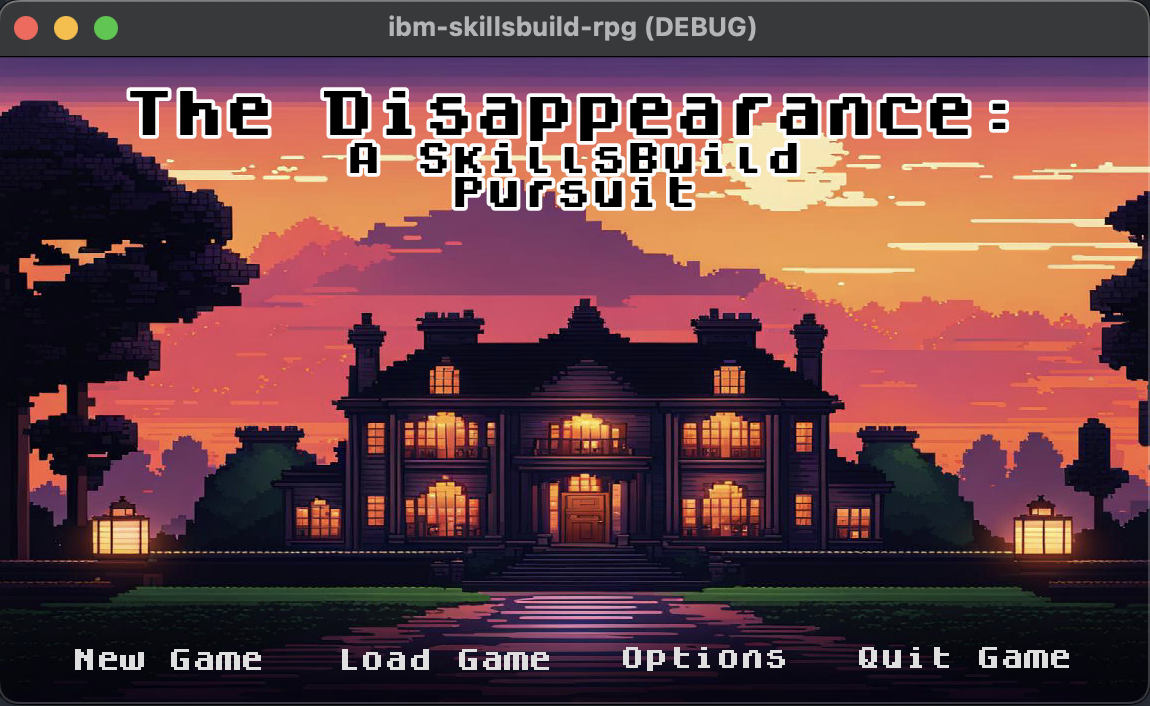 ibm-skillsbuild-rpg (DEBUG)
The Disappearance:
A SkillsBuild
Pursuit
New Game Load Game Options Quit Game